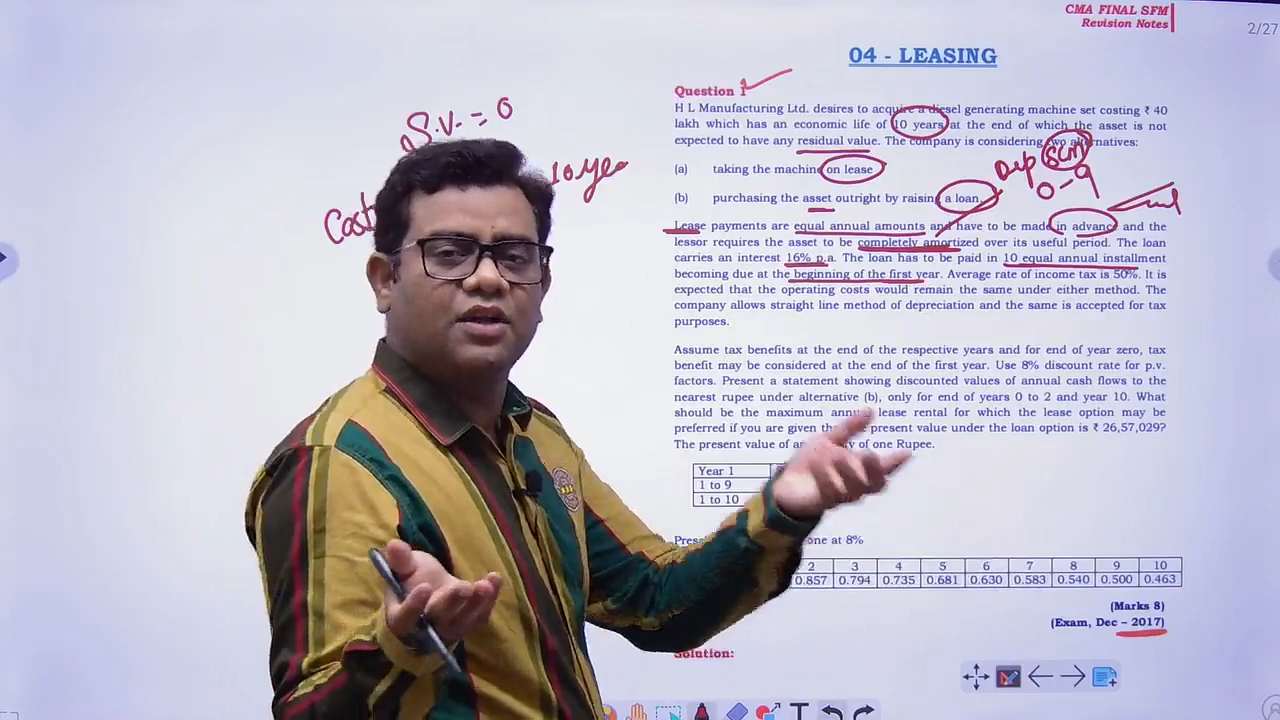 CMA FINAL SFM
Revision Notes
2/27
04 - LEASING
Question 1
H L Manufacturing Ltd. desires to acquire a diesel generating machine set costing ₹ 40
lakh which has an economic life of 10 years at the end of which the asset is not
expected to have any residual value. The company is considering two alternatives:
(a) taking the machine on lease
(b) purchasing the asset outright by raising a loan.
Lease payments are equal annual amounts and have to be made in advance and the
lessor requires the asset to be completely amortized over its useful period. The loan
carries an interest 16% p.a. The loan has to be paid in 10 equal annual installment
becoming due at the beginning of the first year. Average rate of income tax is 50%. It is
expected that the operating costs would remain the same under either method. The
company allows straight line method of depreciation and the same is accepted for tax
purposes.
Assume tax benefits at the end of the respective years and for end of year zero, tax
benefit may be considered at the end of the first year. Use 8% discount rate for p.v.
factors. Present a statement showing discounted values of annual cash flows to the
nearest rupee under alternative (b), only for end of years 0 to 2 and year 10. What
should be the maximum lease rental for which the lease option may be
preferred if you are given present value under the loan option is ₹ 26,57,029?
The present value of of one Rupee.
Year 1
1 to 9
1 to 10
one at 8%
2 3 4 5 6 7 8 9 10
0.857 0.794 0.735 0.681 0.630 0.583 0.540 0.500 0.463
(Marks 8)
(Exam, Dec – 2017)
Solution:
S.V. = 0
Cost
10 year
Dep SLM
0-9